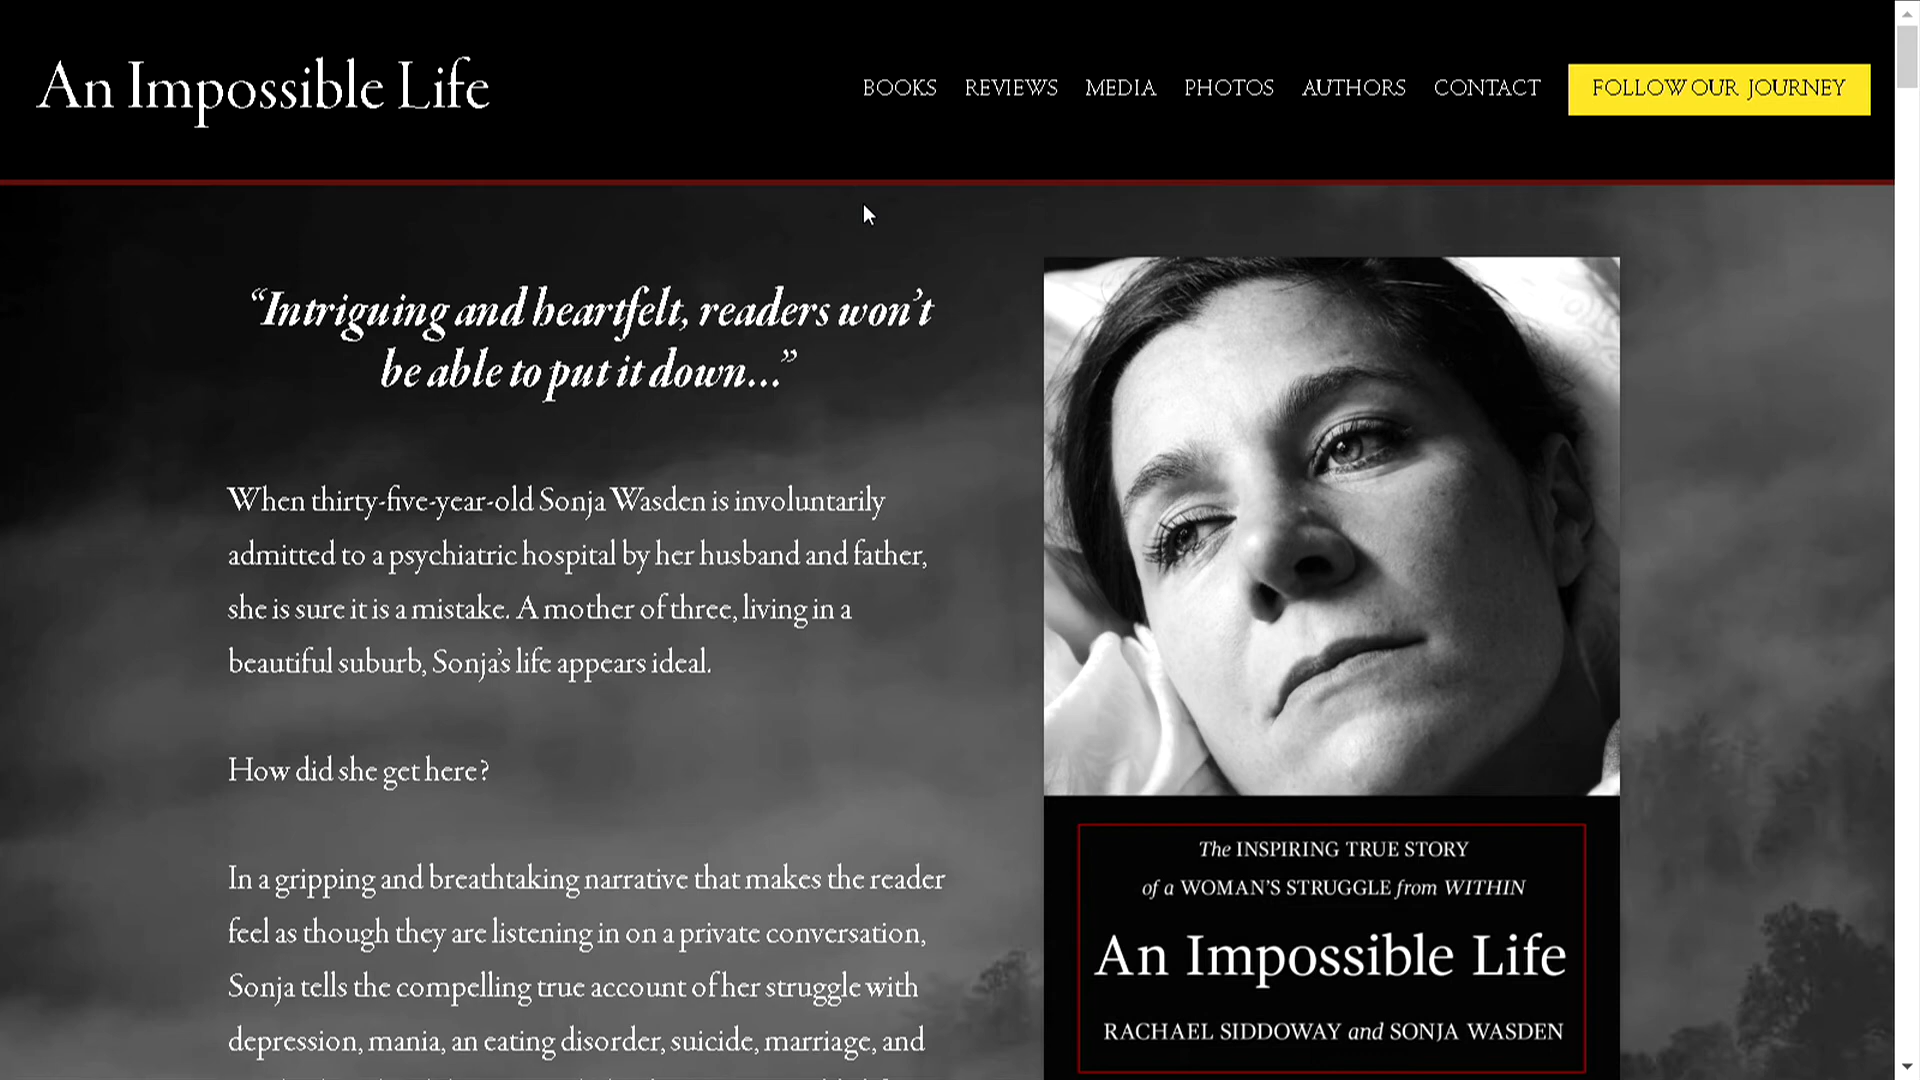 An Impossible Life
BOOKS REVIEWS MEDIA PHOTOS AUTHORS CONTACT FOLLOW OUR JOURNEY
“Intriguing and heartfelt, readers won’t
be able to put it down…”
When thirty-five-year-old Sonja Wasden is involuntarily
admitted to a psychiatric hospital by her husband and father,
she is sure it is a mistake. A mother of three, living in a
beautiful suburb, Sonja’s life appears ideal.
How did she get here?
In a gripping and breathtaking narrative that makes the reader
feel as though they are listening in on a private conversation,
Sonja tells the compelling true account of her struggle with
depression, mania, an eating disorder, suicide, marriage, and
The INSPIRING TRUE STORY
of a WOMAN’S STRUGGLE from WITHIN
An Impossible Life
RACHAEL SIDDOWAY and SONJA WASDEN